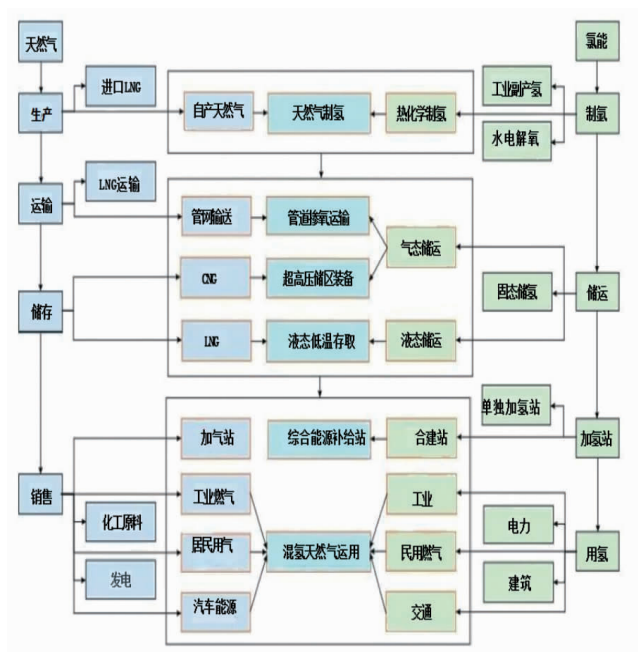 天然气
氢能
进口LNG
工业副产氢
生产
自产天然气
天然气制氢
热化学制氢
制氢
水电解氧
LNG运输
运输
管网输送
管道掺氧运输
气态储运
CNG
超高压储区装备
固态储氢
储运
储存
LNG
液态低温存取
液态储运
单独加氢站
加气站
综合能源补给站
合建站
加氢站
销售
工业燃气
工业
化工原料
电力
居民用气
混氢天然气运用
民用燃气
用氢
发电
建筑
汽车能源
交通